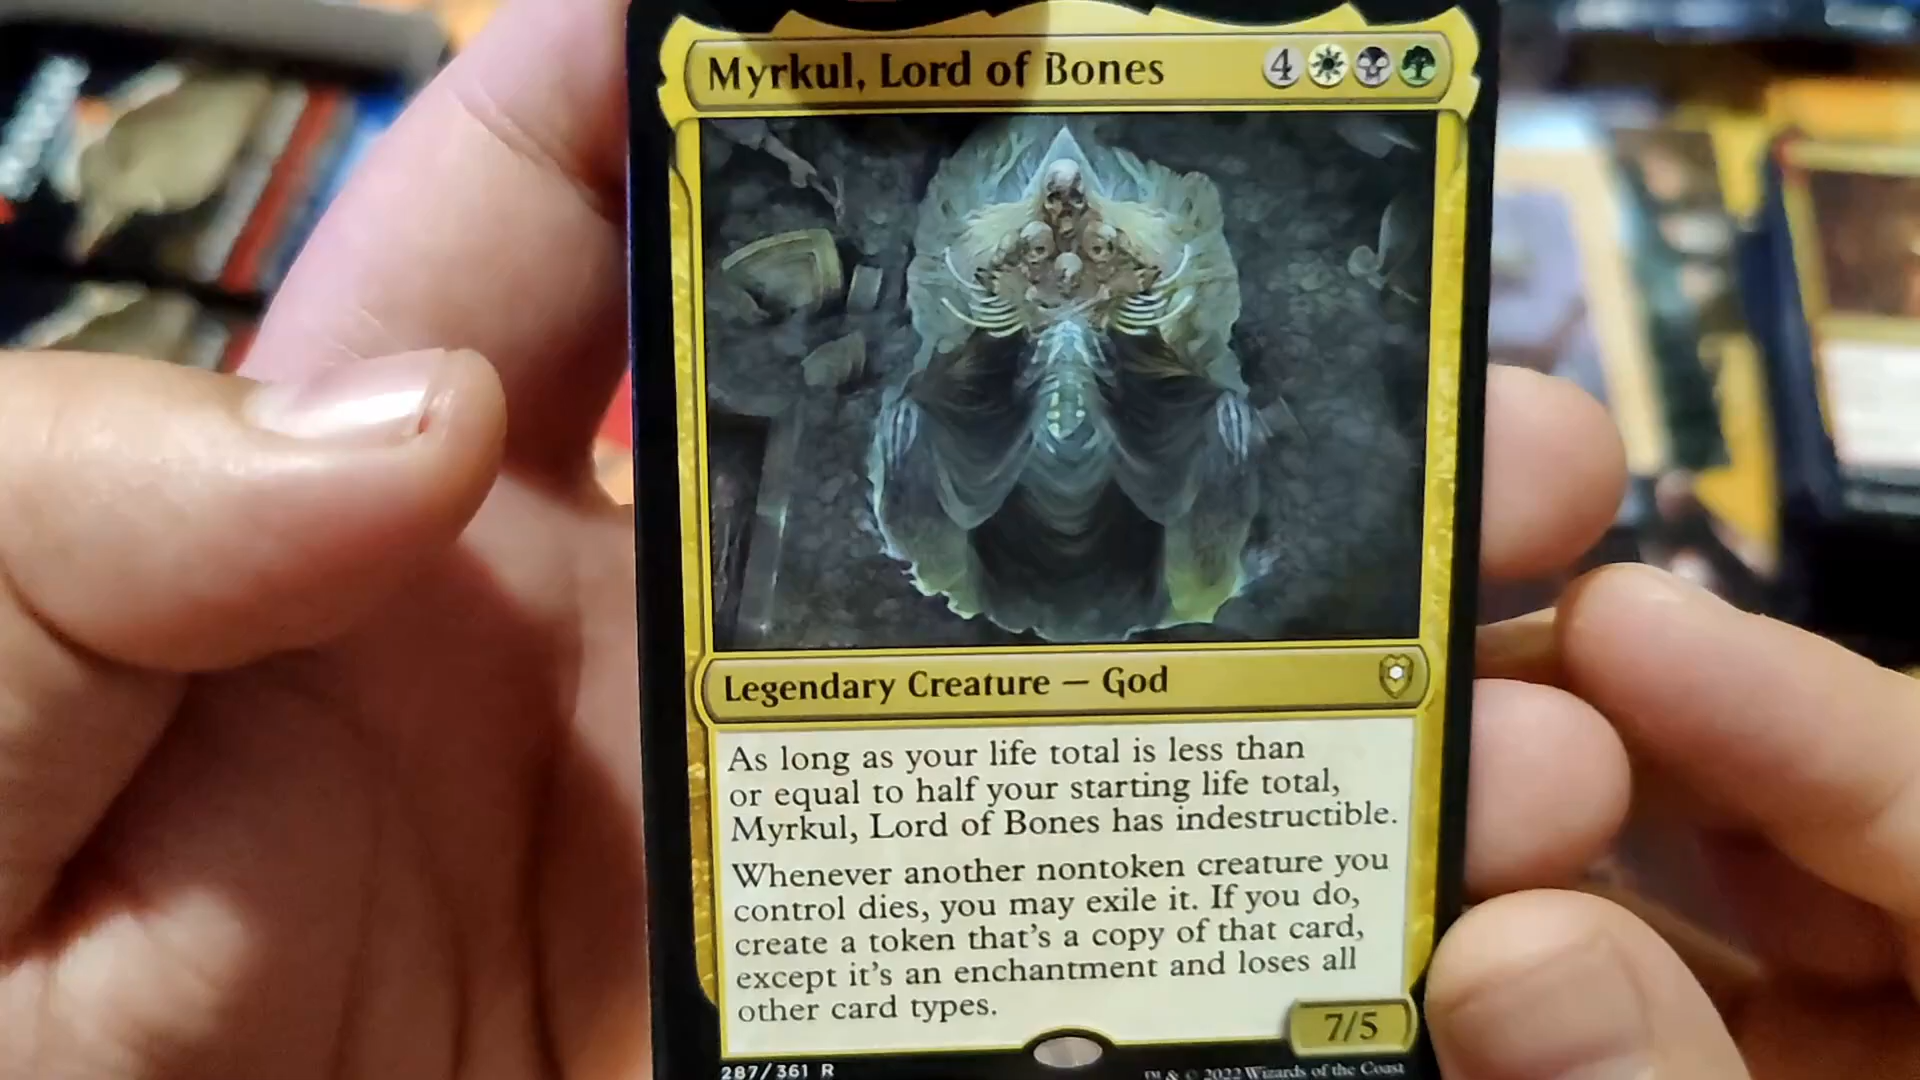 Myrkul, Lord of Bones 4
Legendary Creature — God
As long as your life total is less than
or equal to half your starting life total,
Myrkul, Lord of Bones has indestructible.
Whenever another nontoken creature you
control dies, you may exile it. If you do,
create a token that's a copy of that card,
except it's an enchantment and loses all
other card types.
7/5
287/361 R
™ & © 2022 Wizards of the Coast